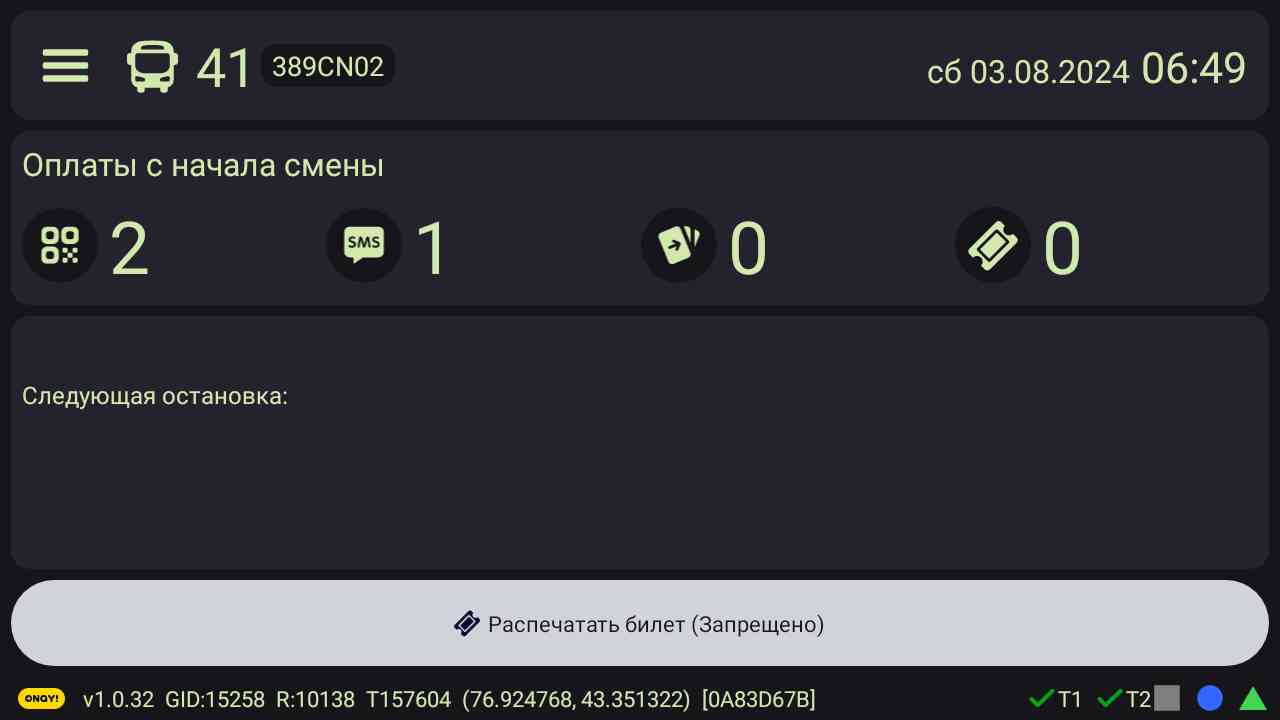 41 389CN02 сб 03.08.2024 06:49
Оплаты с начала смены
2 SMS 1 0 0
Следующая остановка:
Распечатать билет (Запрещено)
ONAY! v1.0.32 GID:15258 R:10138 T157604 (76.924768, 43.351322) [0A83D67B] T1 T2